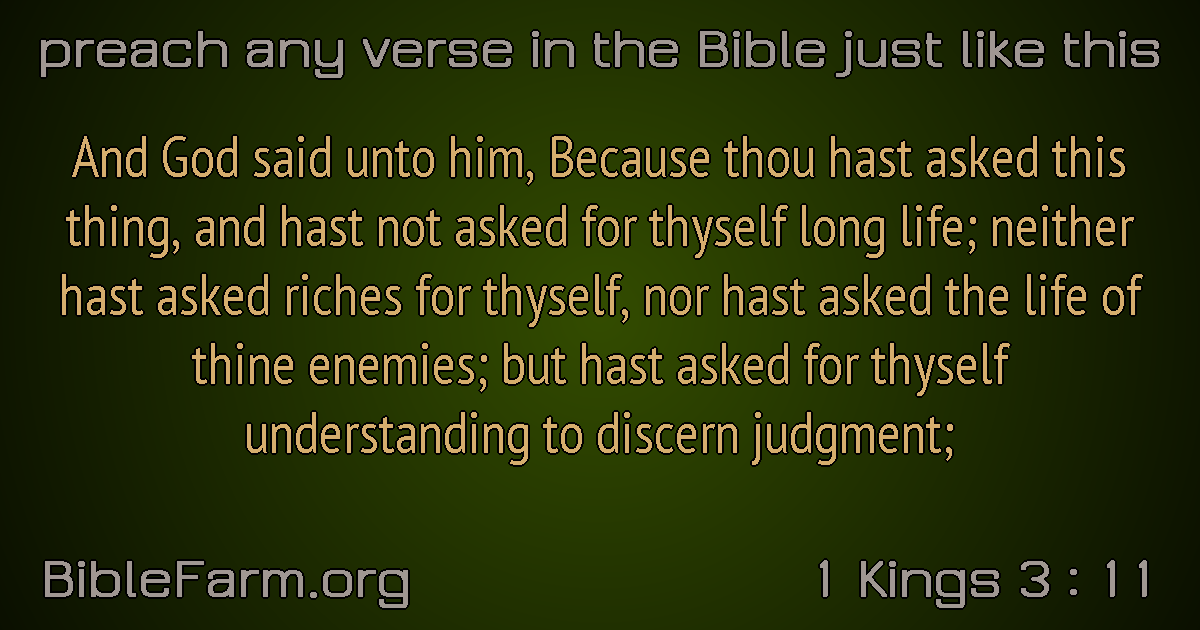 preach any verse in the Bible just like this
And God said unto him, Because thou hast asked this
thing, and hast not asked for thyself long life; neither
hast asked riches for thyself, nor hast asked the life of
thine enemies; but hast asked for thyself
understanding to discern judgment;
BibleFarm.org
1 Kings 3 : 11